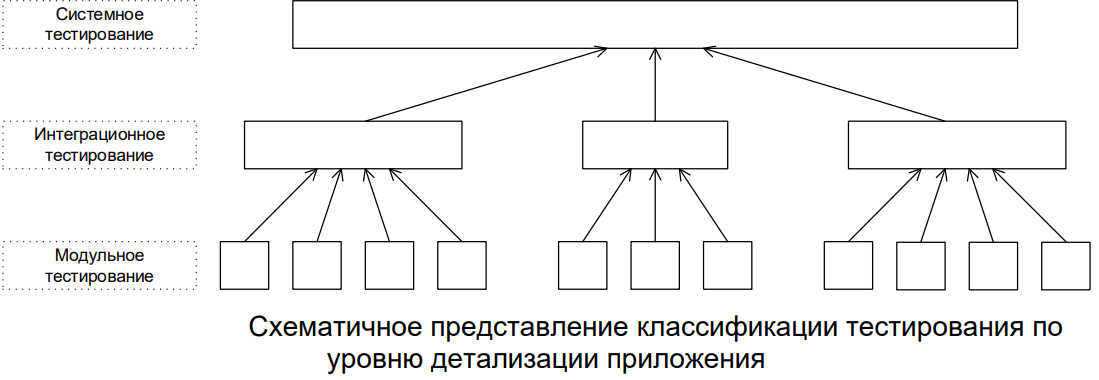 Системное
тестирование
Интеграционное
тестирование
Модульное
тестирование
Схематичное представление классификации тестирования по
уровню детализации приложения